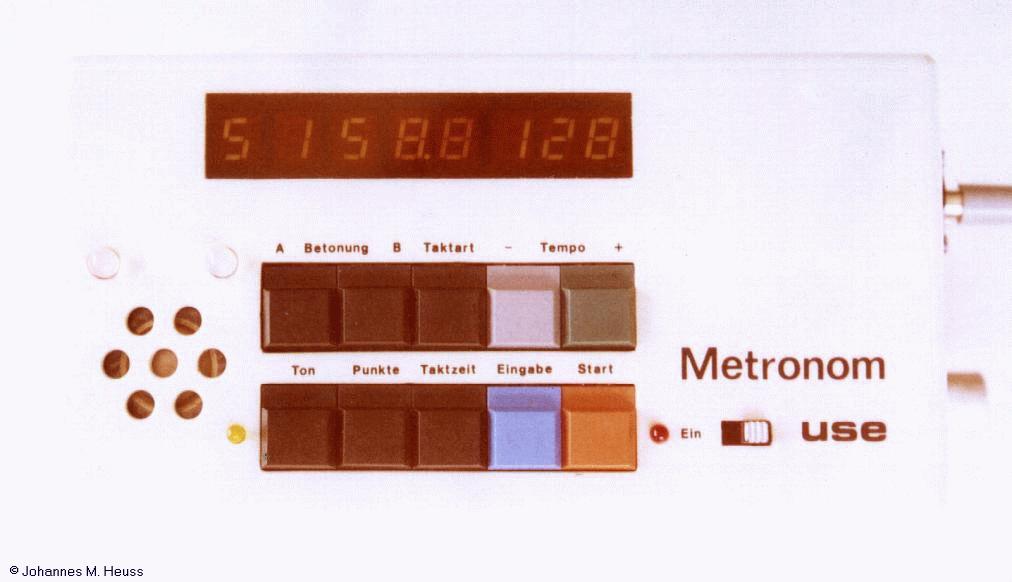 5 1 5 8.8 128
A Betonung B Taktart - Tempo +
Ton Punkte Taktzeit Eingabe Start
Metronom
Ein
use
© Johannes M. Heuss